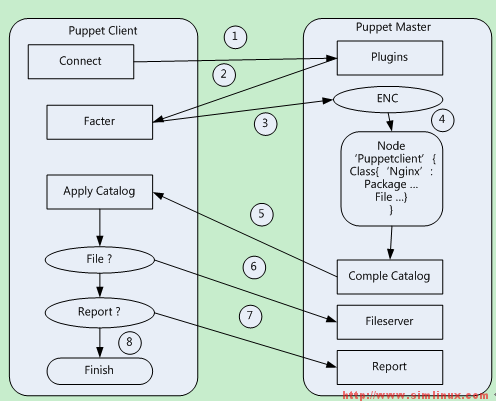 Puppet Client
Puppet Master
1
Connect
Plugins
2
ENC
Facter
3
4
Node
‘Puppetclient’ {
Class{ ‘Nginx’ :
Package ...
File ...}
}
Apply Catalog
5
File ?
6
Comple Catalog
Report ?
7
Fileserver
8
Finish
Report
http://www.simlinux.com